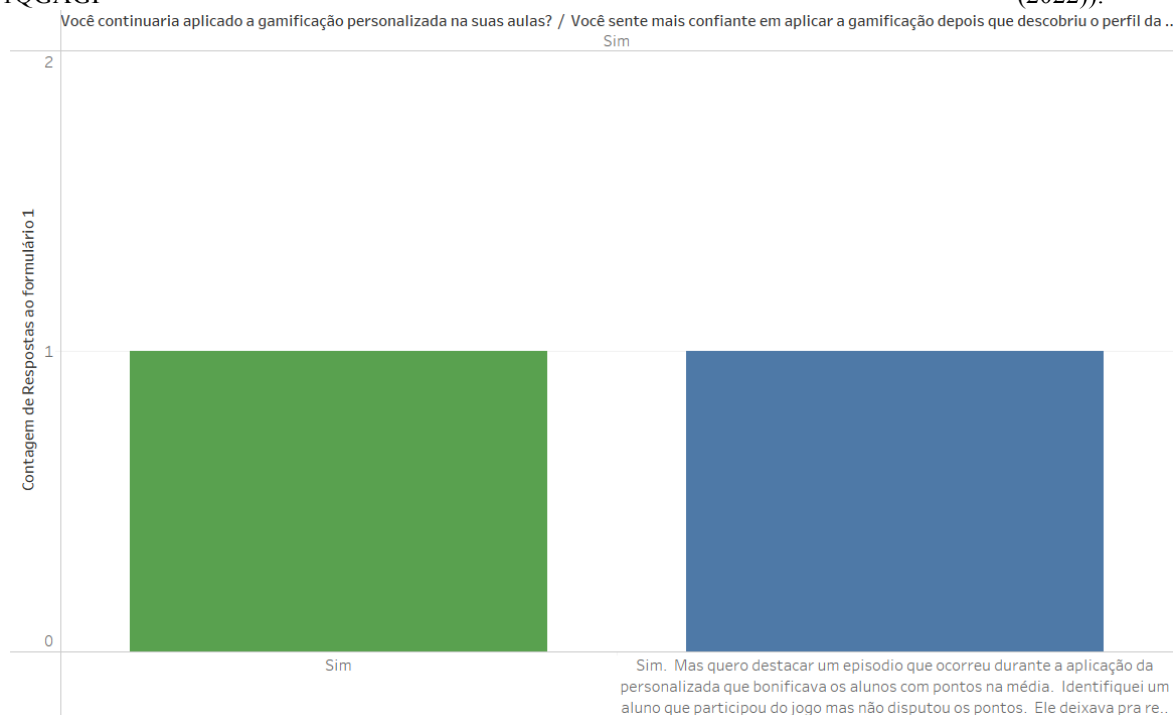 (2022)).
Você continuaria aplicado a gamificação personalizada na suas aulas? / Você sente mais confiante em aplicar a gamificação depois que descobriu o perfil da ..
Sim
2
Contagem de Respostas ao formulário 1
1
0
Sim
Sim. Mas quero destacar um episodio que ocorreu durante a aplicação da
personalizada que bonificava os alunos com pontos na média. Identifiquei um
aluno que participou do jogo mas não disputou os pontos. Ele deixava pra re..